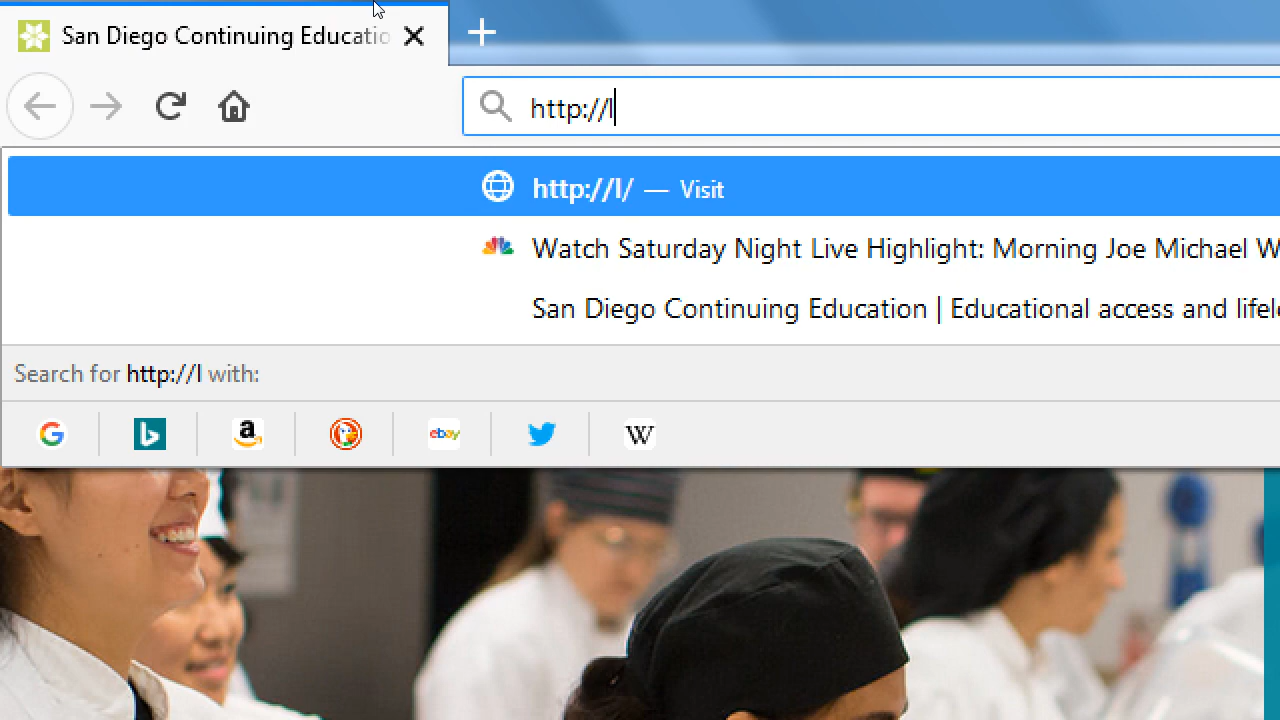 San Diego Continuing Educatio
http://l
http://l/ — Visit
Watch Saturday Night Live Highlight: Morning Joe Michael W
San Diego Continuing Education | Educational access and lifel
Search for http://l with:
ebay
W